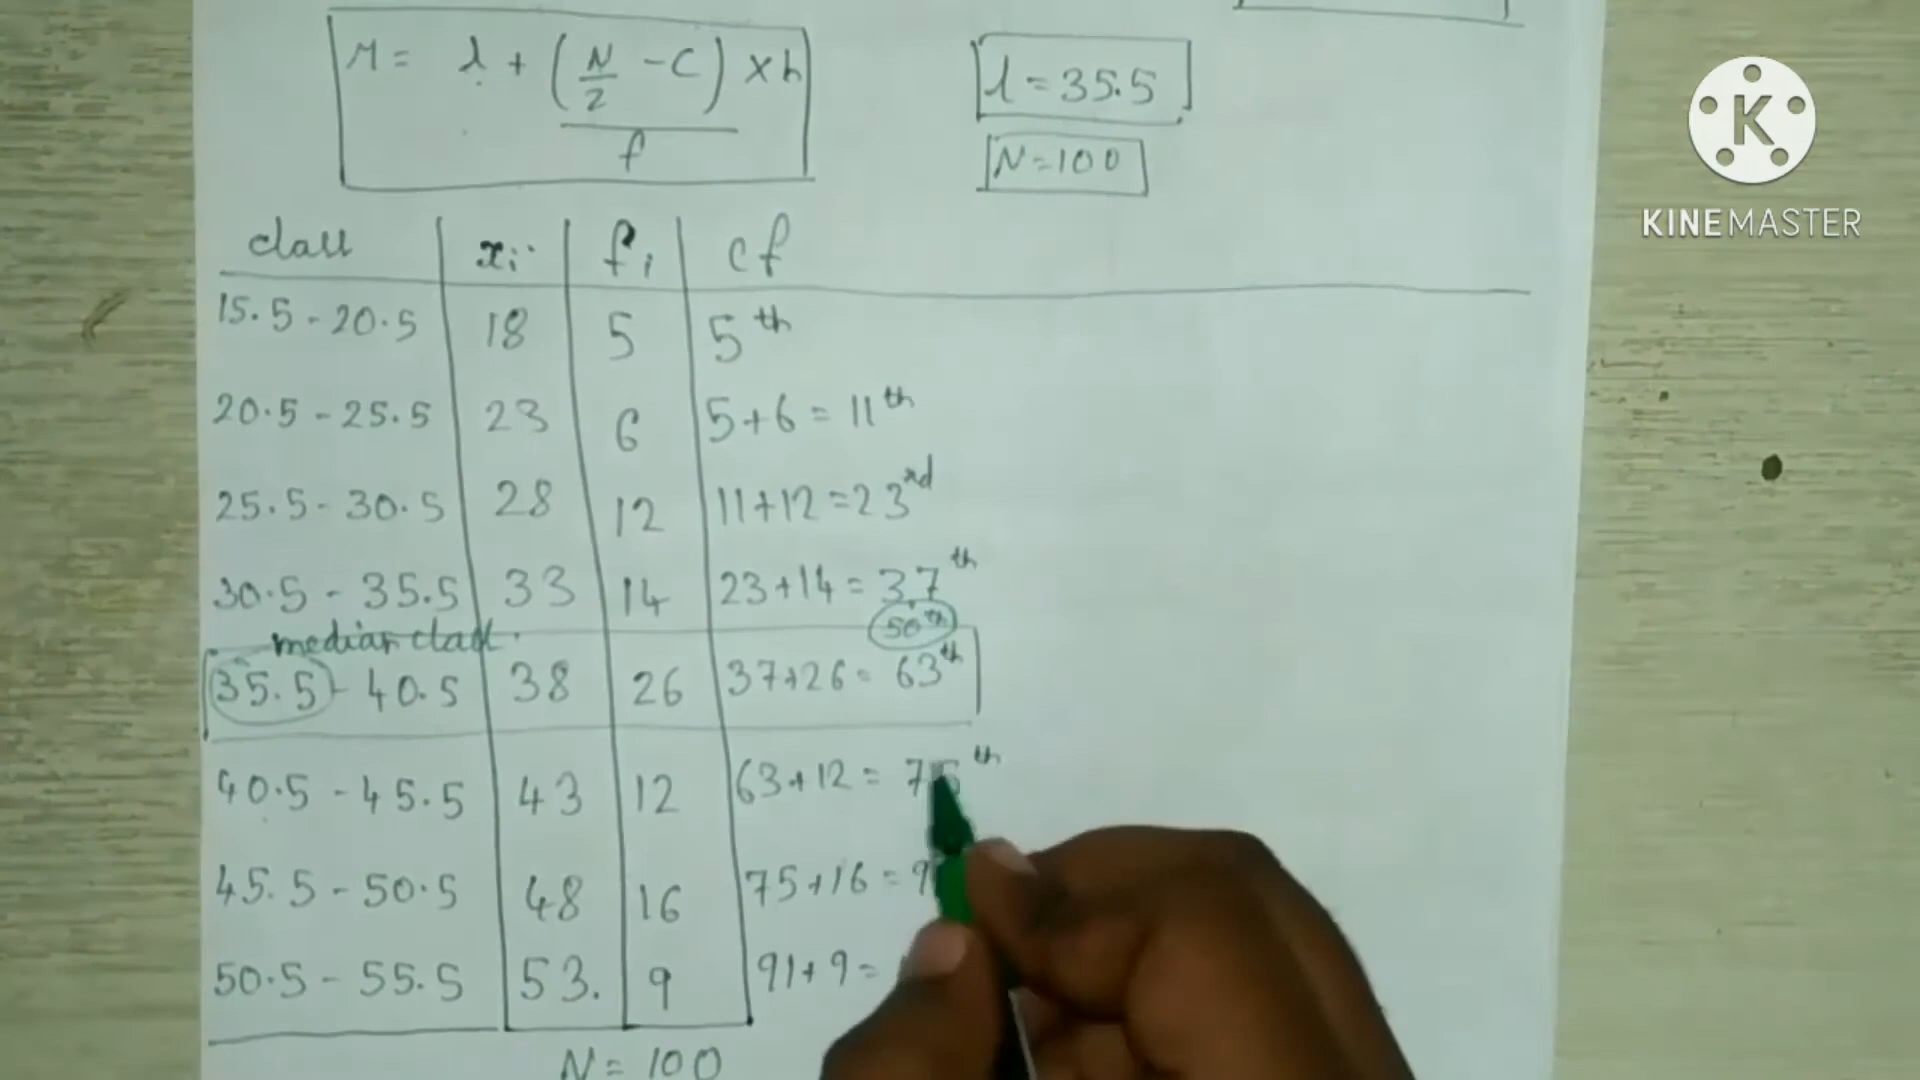 M = l + (N/2 - C) × h
f
l = 35.5
N = 100
KINEMASTER
class xi fi cf
15.5 - 20.5 18 5 5th
20.5 - 25.5 23 6 5+6 = 11th
25.5 - 30.5 28 12 11+12 = 23rd
30.5 - 35.5 33 14 23+14 = 37th
median class 50th
35.5 - 40.5 38 26 37+26 = 63th
40.5 - 45.5 43 12 63+12 = 75th
45.5 - 50.5 48 16 75+16 = 9
50.5 - 55.5 53. 9 91+9 =
N = 100